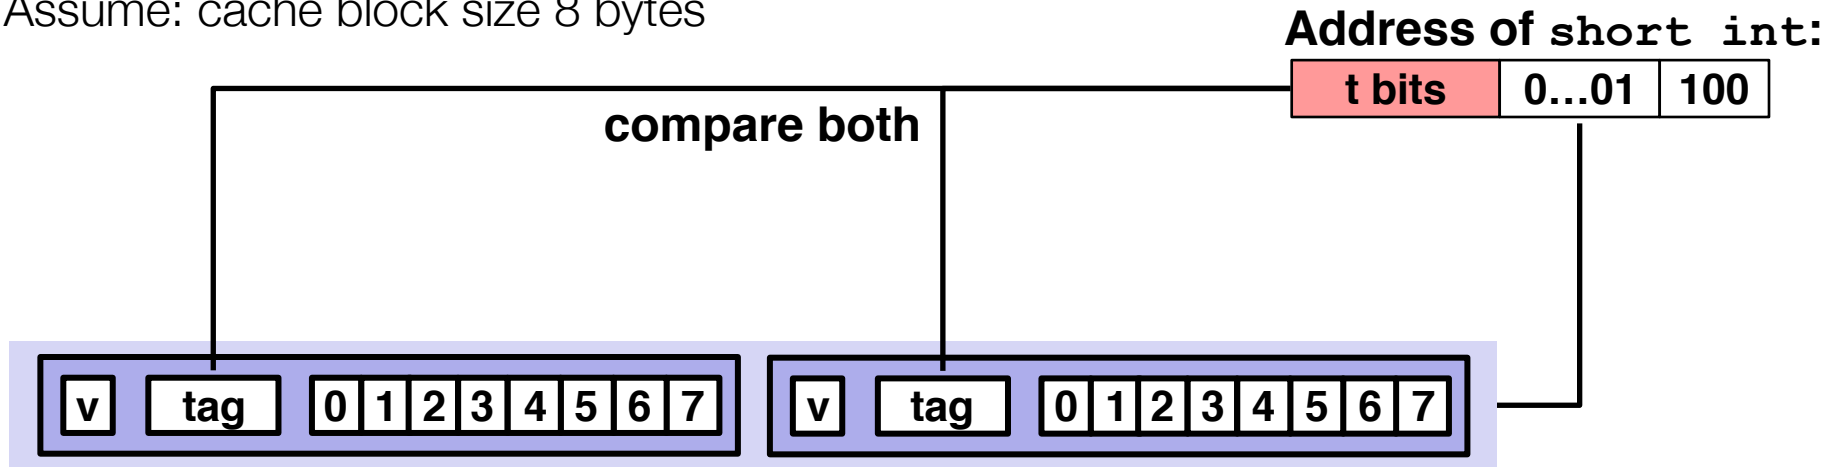 Assume: cache block size 8 bytes
Address of short int:
t bits 0...01 100
compare both
v tag 0 1 2 3 4 5 6 7 v tag 0 1 2 3 4 5 6 7